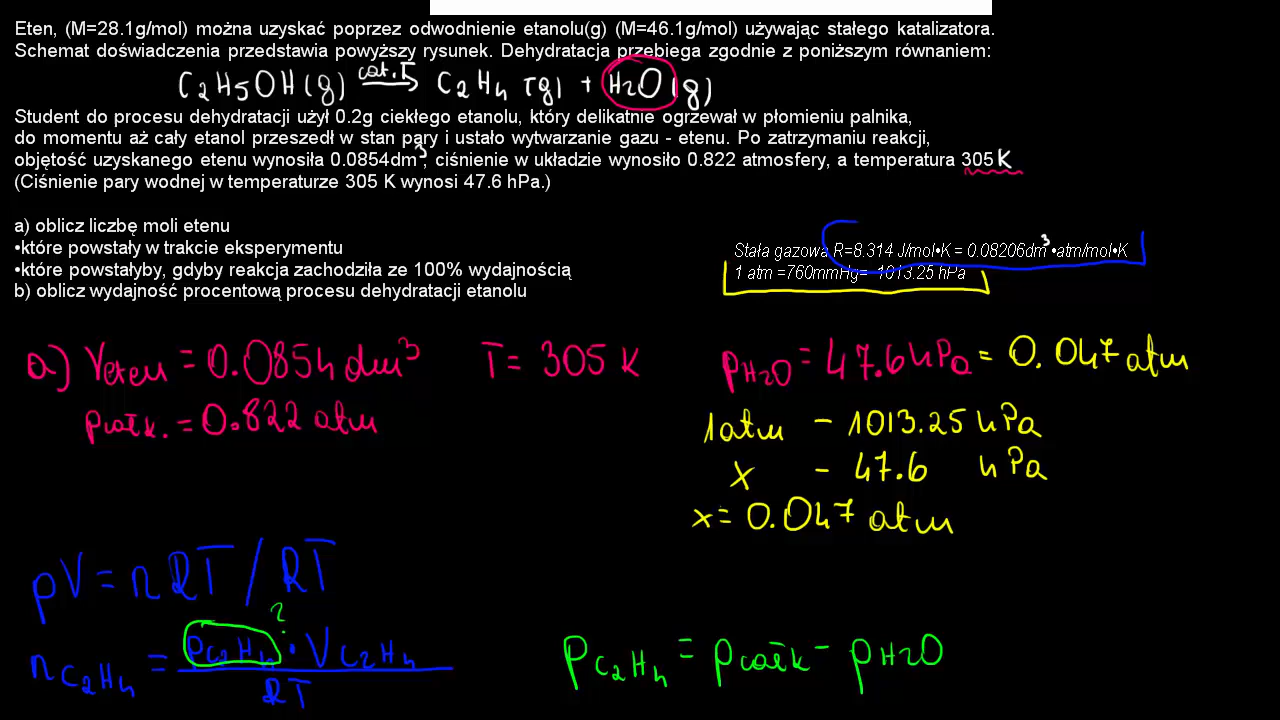 Eten, (M=28.1g/mol) można uzyskać poprzez odwodnienie etanolu(g) (M=46.1g/mol) używając stałego katalizatora.
Schemat doświadczenia przedstawia powyższy rysunek. Dehydratacja przebiega zgodnie z poniższym równaniem:
C2H5OH(g) cat. T → C2H4(g) + H2O(g)
Student do procesu dehydratacji użył 0.2g ciekłego etanolu, który delikatnie ogrzewał w płomieniu palnika,
do momentu aż cały etanol przeszedł w stan pary i ustało wytwarzanie gazu - etenu. Po zatrzymaniu reakcji,
objętość uzyskanego etenu wynosiła 0.0854dm3, ciśnienie w układzie wynosiło 0.822 atmosfery, a temperatura 305K
(Ciśnienie pary wodnej w temperaturze 305 K wynosi 47.6 hPa.)
a) oblicz liczbę moli etenu
•które powstały w trakcie eksperymentu
•które powstałyby, gdyby reakcja zachodziła ze 100% wydajnością
b) oblicz wydajność procentową procesu dehydratacji etanolu
Stała gazowa R=8.314 J/mol•K = 0.08206dm3•atm/mol•K
1 atm =760mmHg= 1013.25 hPa
a) Veten = 0.0854 dm3 T = 305 K
pH2O = 47.6 hPa = 0.047 atm
pcałk. = 0.822 atm
1atm - 1013.25 hPa
x - 47.6 hPa
x = 0.047 atm
pV = nRT / RT
?
nC2H4 = pC2H4 · VC2H4
RT
pC2H4 = pcałk - pH2O